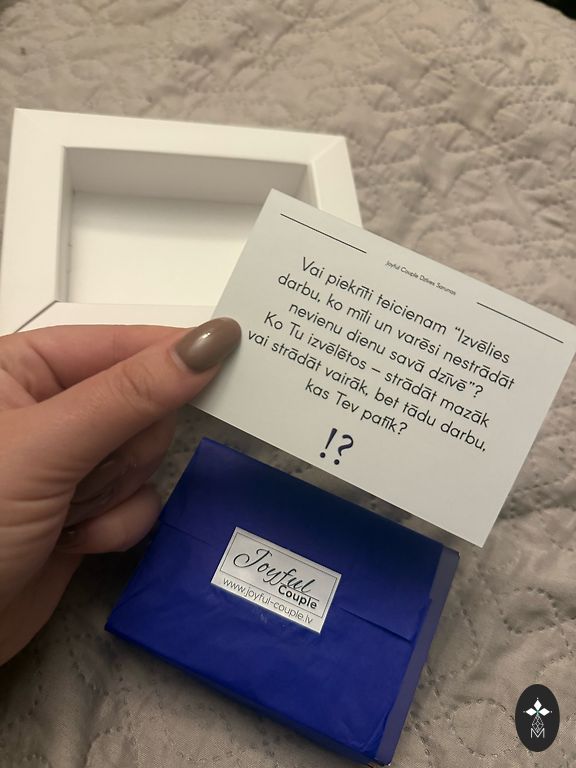 Joyful Couple Dzīves Sarunas
Vai piekrīti teicienam “Izvēlies
darbu, ko mīli un varēsi nestrādāt
nevienu dienu savā dzīvē”?
Ko Tu izvēlētos – strādāt mazāk
vai strādāt vairāk, bet tādu darbu,
kas Tev patīk?
!?
Joyful
Couple
www.joyful-couple.lv
M